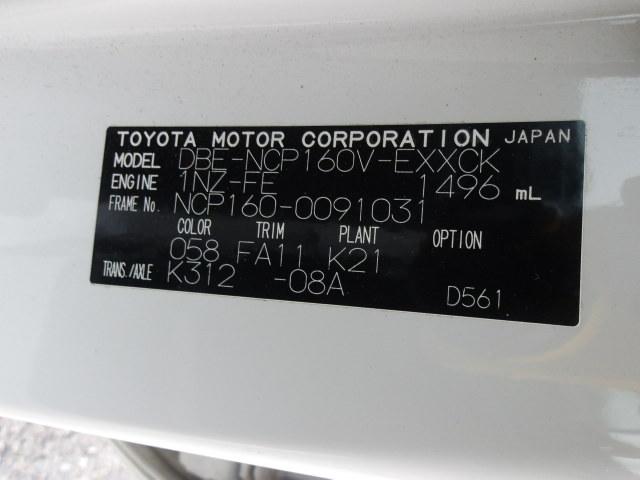 TOYOTA MOTOR CORPORATION JAPAN
MODEL DBE-NCP160V-EXXCK
ENGINE 1NZ-FE 1496 mL
FRAME No. NCP160-0091031
COLOR TRIM PLANT OPTION
058 FA11 K21
TRANS./AXLE K312 -08A
D561